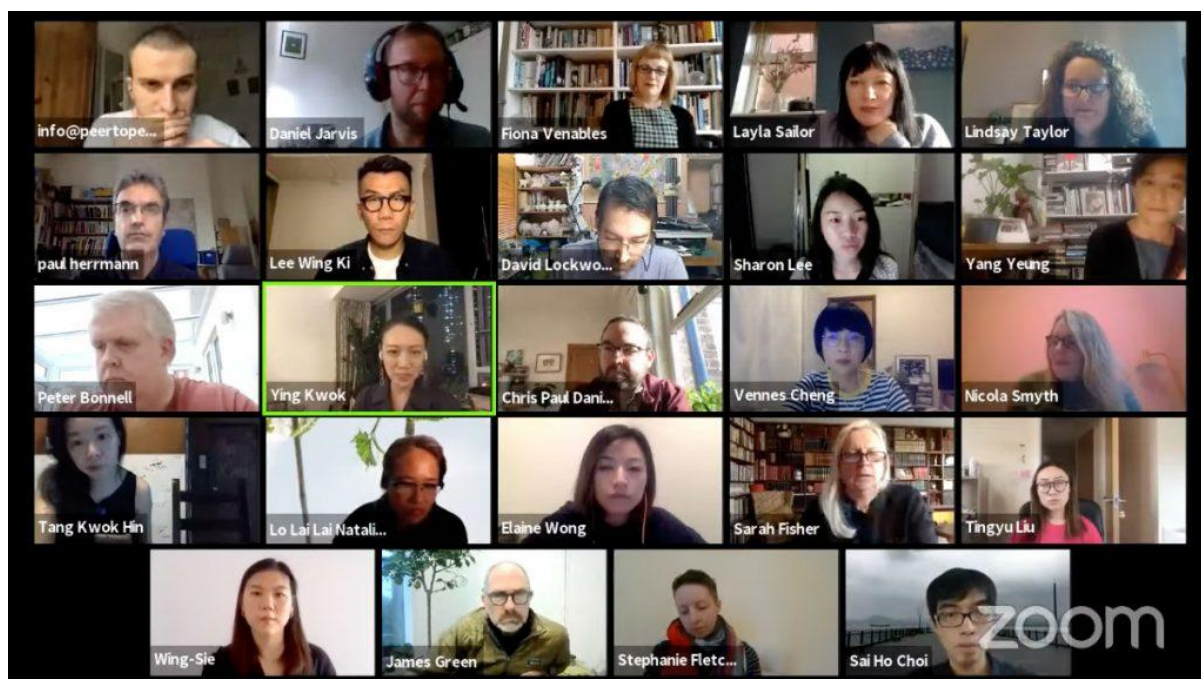 info@peertope...
Daniel Jarvis
Fiona Venables
Layla Sailor
Lindsay Taylor
paul herrmann
Lee Wing Ki
David Lockwo...
Sharon Lee
Yang Yeung
Peter Bonnell
Ying Kwok
Chris Paul Dani...
Vennes Cheng
Nicola Smyth
Tang Kwok Hin
Lo Lai Lai Natali...
Elaine Wong
Sarah Fisher
Tingyu Liu
Wing-Sie
James Green
Stephanie Fletc...
Sai Ho Choi
zoom